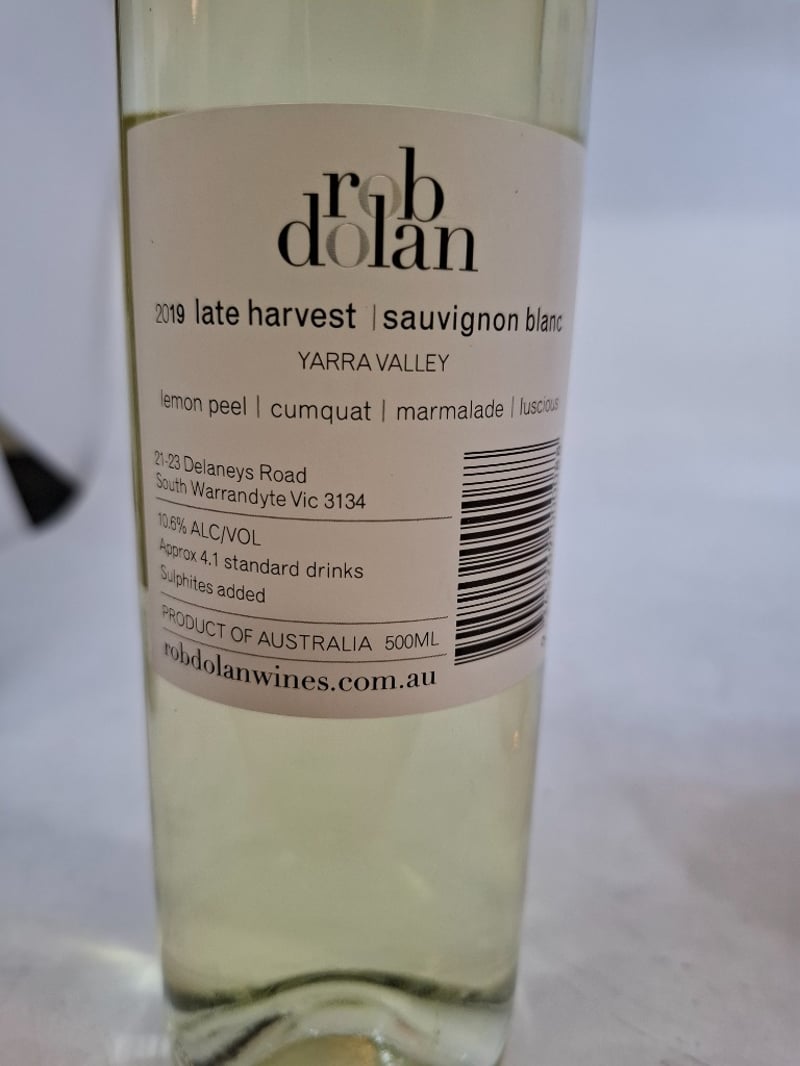 rob
dolan
2019 late harvest | sauvignon blanc
YARRA VALLEY
lemon peel | cumquat | marmalade | luscious
21-23 Delaneys Road
South Warrandyte Vic 3134
10.6% ALC/VOL
Approx 4.1 standard drinks
Sulphites added
PRODUCT OF AUSTRALIA 500ML
robdolanwines.com.au